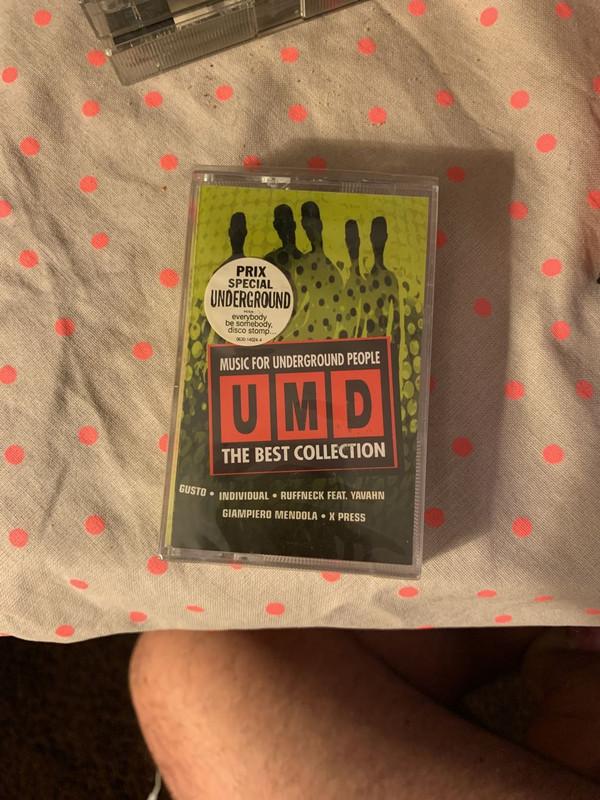 PRIX
SPECIAL
UNDERGROUND
everybody
be somebody,
disco stomp...
MUSIC FOR UNDERGROUND PEOPLE
UMD
THE BEST COLLECTION
GUSTO • INDIVIDUAL • RUFFNECK FEAT. YAVAHN
GIAMPIERO MENDOLA • X PRESS